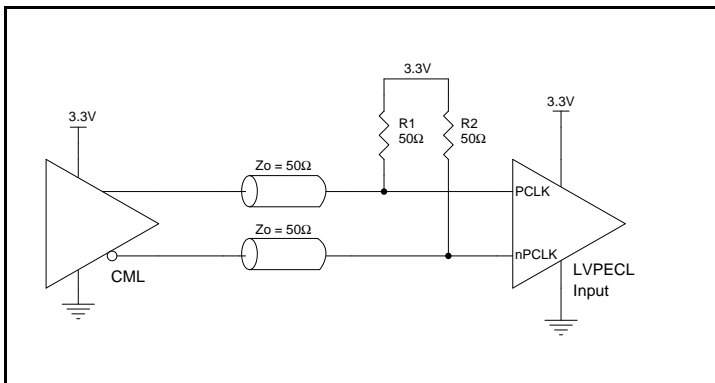 3.3V
3.3V
3.3V
R1
50Ω
R2
50Ω
Zo = 50Ω
PCLK
Zo = 50Ω
nPCLK
CML
LVPECL
Input